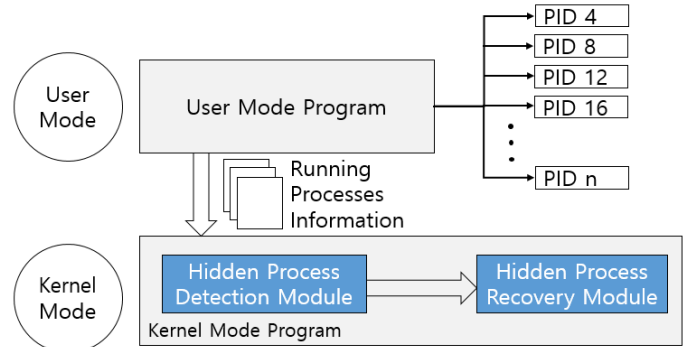 User
Mode
User Mode Program
PID 4
PID 8
PID 12
PID 16
PID n
Running
Processes
Information
Kernel
Mode
Hidden Process
Detection Module
Hidden Process
Recovery Module
Kernel Mode Program